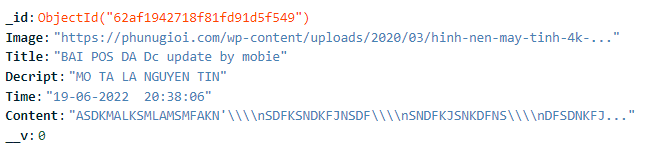 _id: ObjectId("62af1942718f81fd91d5f549")
Image: "https://phunugioi.com/wp-content/uploads/2020/03/hinh-nen-may-tinh-4k-..."
Title: "BAI POS DA Dc update by mobie"
Decript: "MO TA LA NGUYEN TIN"
Time: "19-06-2022  20:38:06"
Content: "ASDKMALKSMLAMSMFAKN'\\\\nSDFKSNDKFJNSDF\\\\nSNDFKJSNKDFNS\\\\nDFSDNKFJ..."
__v: 0